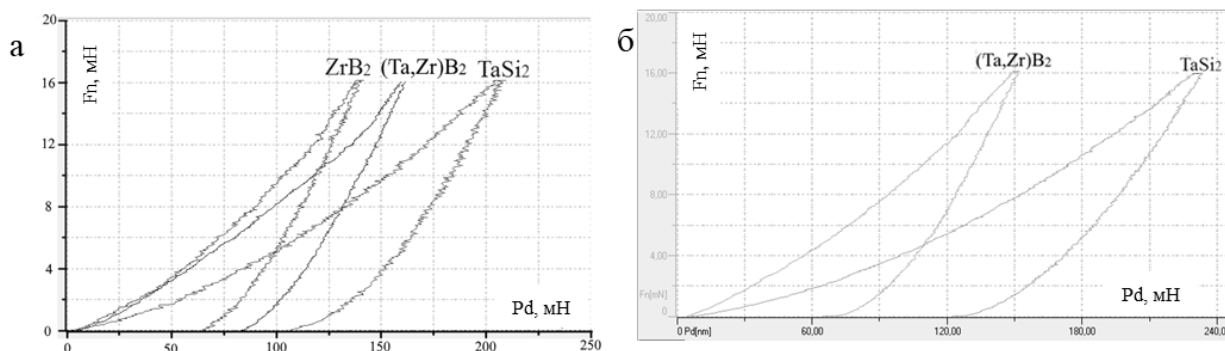 а
Fn, мН
20
16
12
8
4
0
ZrB2 (Ta,Zr)B2 TaSi2
Pd, мН
0 50 100 150 200 250
б
Fn, мН
20,00
16,00
12,00
8,00
4,00
Fn[mN]
0
(Ta,Zr)B2
TaSi2
Pd, мН
0 Pd[nm] 60,00 120,00 180,00 240,0